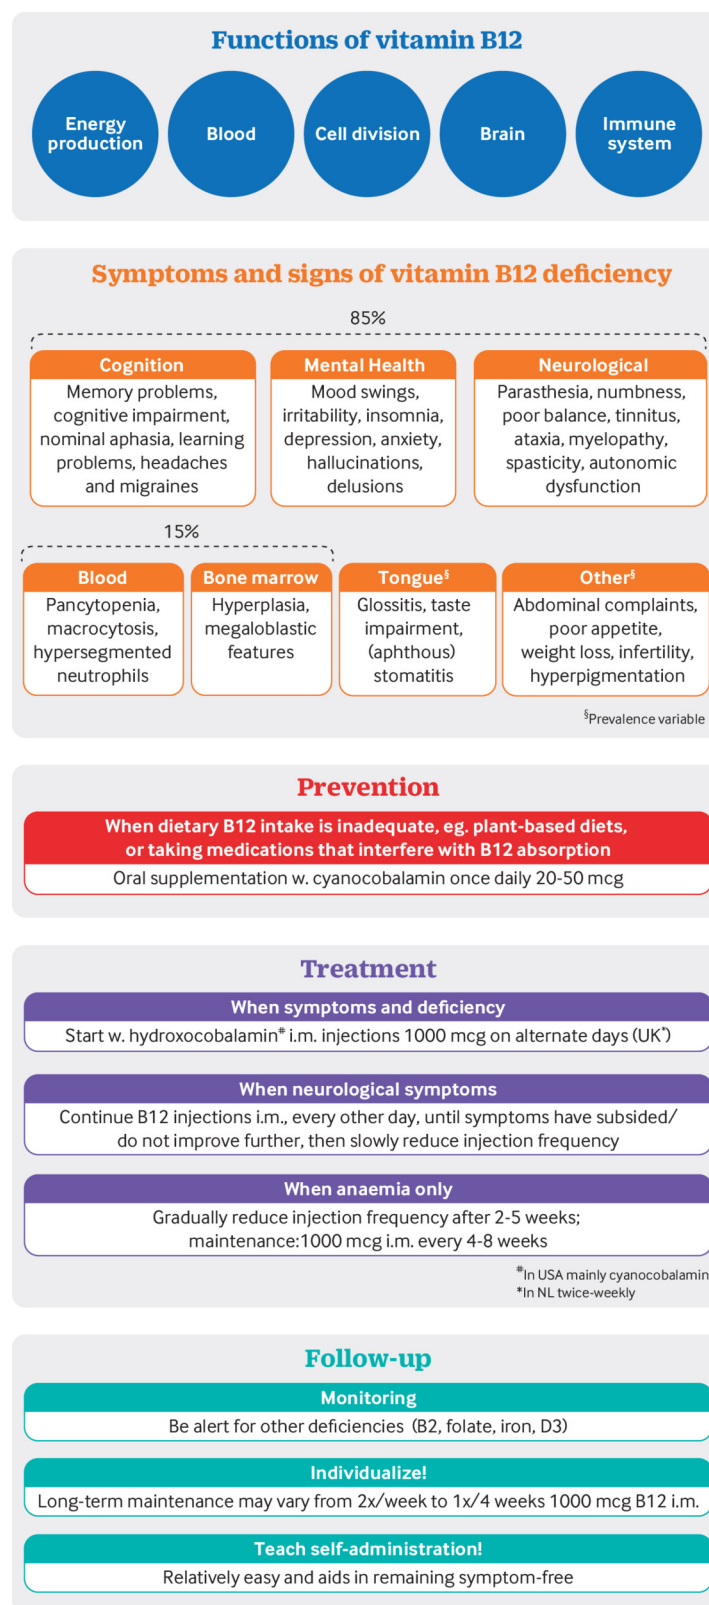 Functions of vitamin B12
Energy
production
Blood
Cell division
Brain
Immune
system
Symptoms and signs of vitamin B12 deficiency
85%
Cognition
Memory problems,
cognitive impairment,
nominal aphasia, learning
problems, headaches
and migraines
Mental Health
Mood swings,
irritability, insomnia,
depression, anxiety,
hallucinations,
delusions
Neurological
Parasthesia, numbness,
poor balance, tinnitus,
ataxia, myelopathy,
spasticity, autonomic
dysfunction
15%
Blood
Pancytopenia,
macrocytosis,
hypersegmented
neutrophils
Bone marrow
Hyperplasia,
megaloblastic
features
Tongue§
Glossitis, taste
impairment,
(aphthous)
stomatitis
Other§
Abdominal complaints,
poor appetite,
weight loss, infertility,
hyperpigmentation
§Prevalence variable
Prevention
When dietary B12 intake is inadequate, eg. plant-based diets,
or taking medications that interfere with B12 absorption
Oral supplementation w. cyanocobalamin once daily 20-50 mcg
Treatment
When symptoms and deficiency
Start w. hydroxocobalamin# i.m. injections 1000 mcg on alternate days (UK*)
When neurological symptoms
Continue B12 injections i.m., every other day, until symptoms have subsided/
do not improve further, then slowly reduce injection frequency
When anaemia only
Gradually reduce injection frequency after 2-5 weeks;
maintenance:1000 mcg i.m. every 4-8 weeks
#In USA mainly cyanocobalamin
*In NL twice-weekly
Follow-up
Monitoring
Be alert for other deficiencies (B2, folate, iron, D3)
Individualize!
Long-term maintenance may vary from 2x/week to 1x/4 weeks 1000 mcg B12 i.m.
Teach self-administration!
Relatively easy and aids in remaining symptom-free